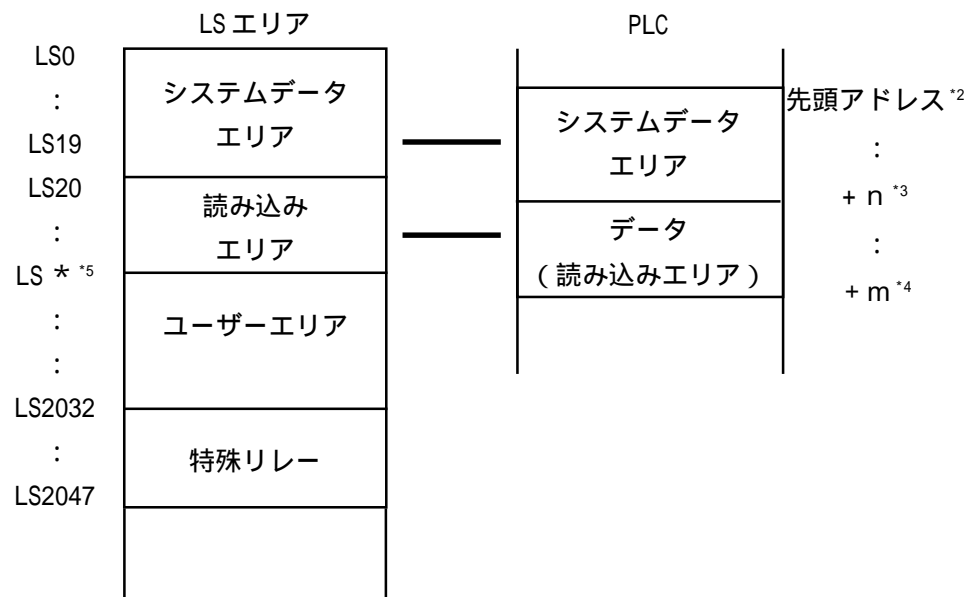 LSエリア
PLC
LS0
:
LS19
LS20
:
LS＊ *5
:
:
LS2032
:
LS2047
システムデータ
エリア
読み込み
エリア
ユーザーエリア
特殊リレー
システムデータ
エリア
データ
(読み込みエリア)
先頭アドレス *2
:
+ n *3
:
+ m *4